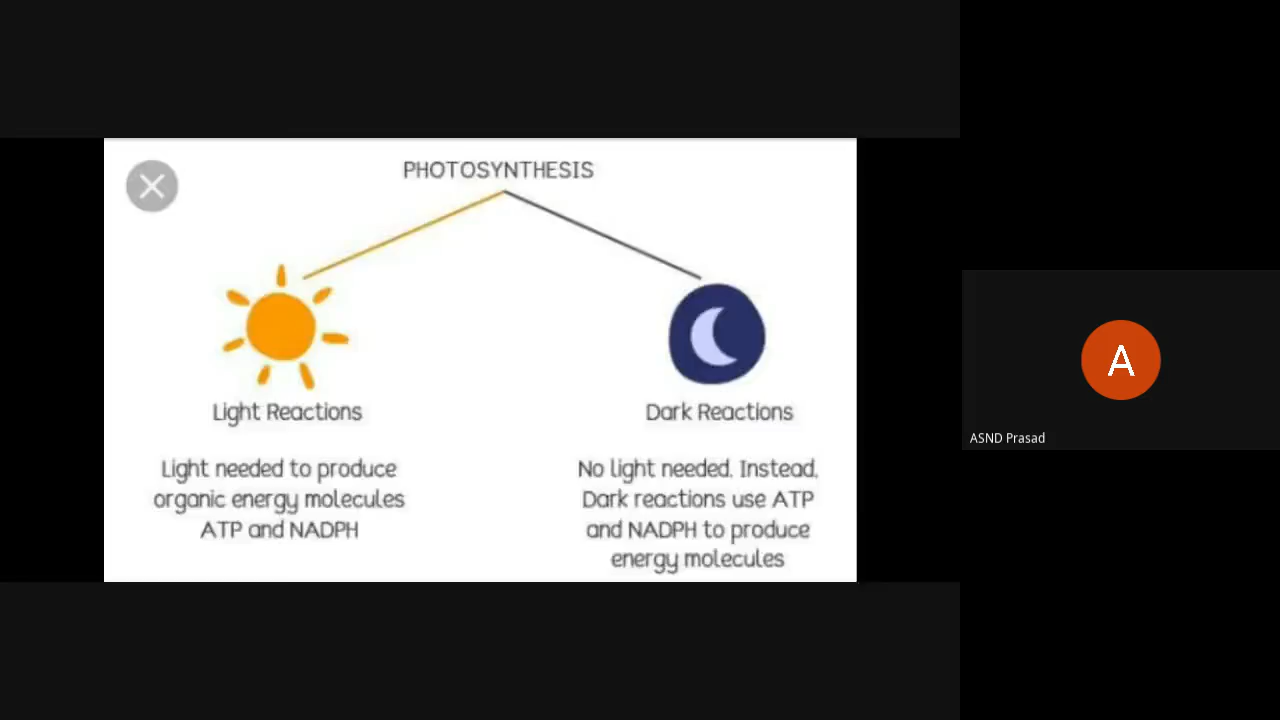 PHOTOSYNTHESIS
Light Reactions
Light needed to produce
organic energy molecules
ATP and NADPH
Dark Reactions
No light needed. Instead,
Dark reactions use ATP
and NADPH to produce
energy molecules
A
ASND Prasad